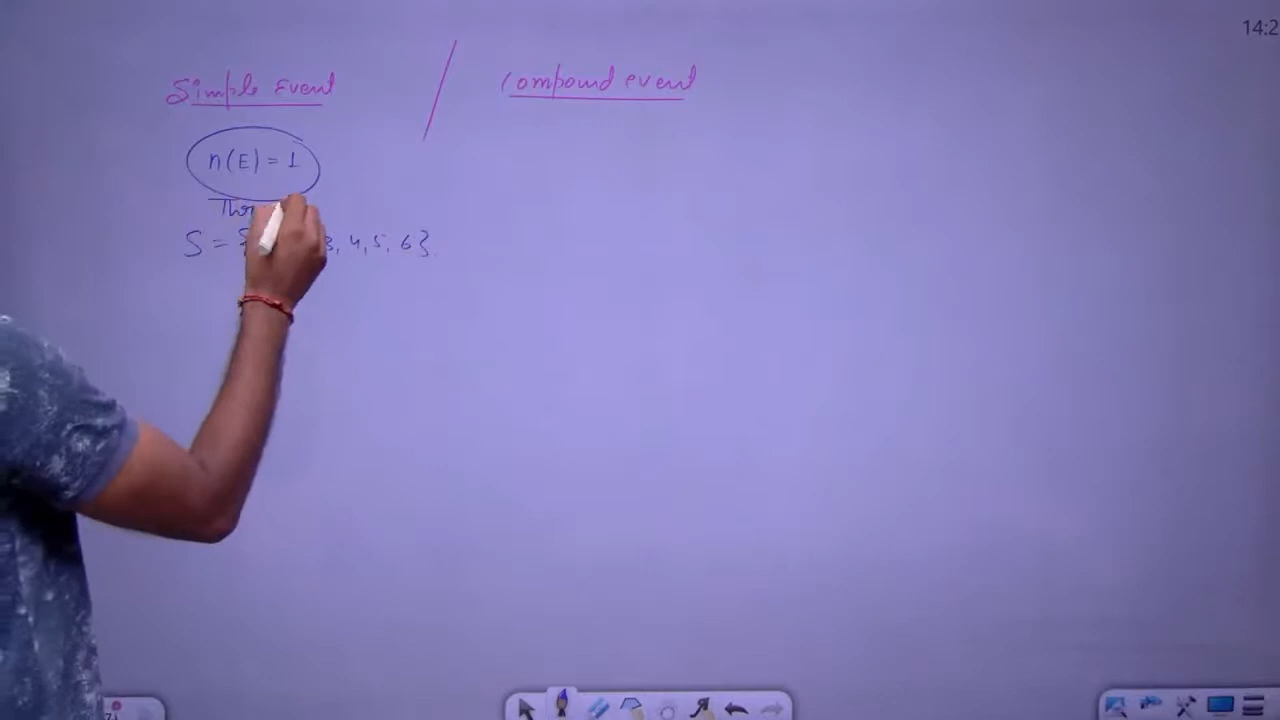 14:2
Simple Event / Compound event
n(E) = 1
S = { 3, 4, 5, 6}.